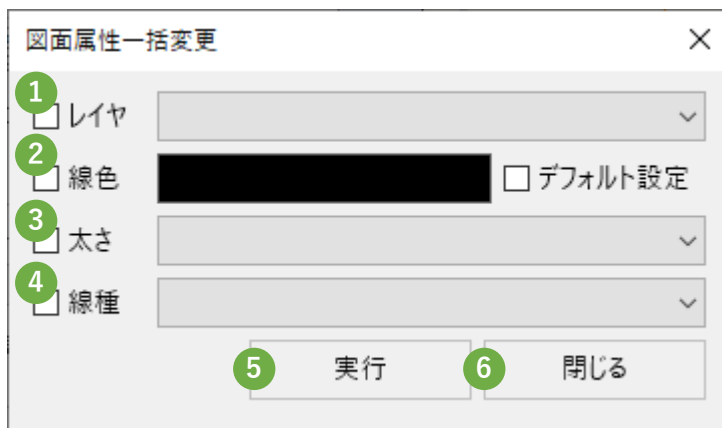 図面属性一括変更
1 レイヤ
2 線色 デフォルト設定
3 太さ
4 線種
5 実行 6 閉じる